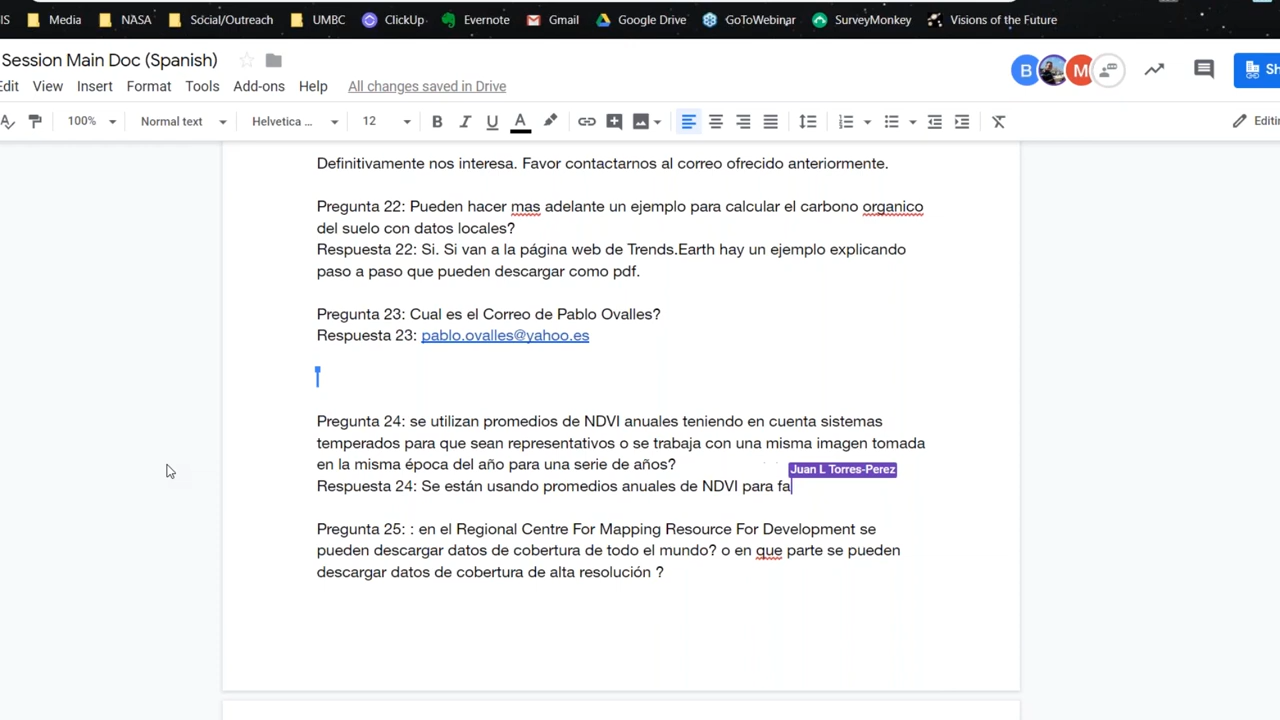 IS Media NASA Social/Outreach UMBC ClickUp Evernote Gmail Google Drive GoToWebinar SurveyMonkey Visions of the Future
Session Main Doc (Spanish)
B M Sh
Edit View Insert Format Tools Add-ons Help All changes saved in Drive
100% Normal text Helvetica ... 12 B I U A Editin
Definitivamente nos interesa. Favor contactarnos al correo ofrecido anteriormente.
Pregunta 22: Pueden hacer mas adelante un ejemplo para calcular el carbono organico
del suelo con datos locales?
Respuesta 22: Si. Si van a la página web de Trends.Earth hay un ejemplo explicando
paso a paso que pueden descargar como pdf.
Pregunta 23: Cual es el Correo de Pablo Ovalles?
Respuesta 23: pablo.ovalles@yahoo.es
Pregunta 24: se utilizan promedios de NDVI anuales teniendo en cuenta sistemas
temperados para que sean representativos o se trabaja con una misma imagen tomada
en la misma época del año para una serie de años?
Juan L Torres-Perez
Respuesta 24: Se están usando promedios anuales de NDVI para fa
Pregunta 25: : en el Regional Centre For Mapping Resource For Development se
pueden descargar datos de cobertura de todo el mundo? o en que parte se pueden
descargar datos de cobertura de alta resolución ?